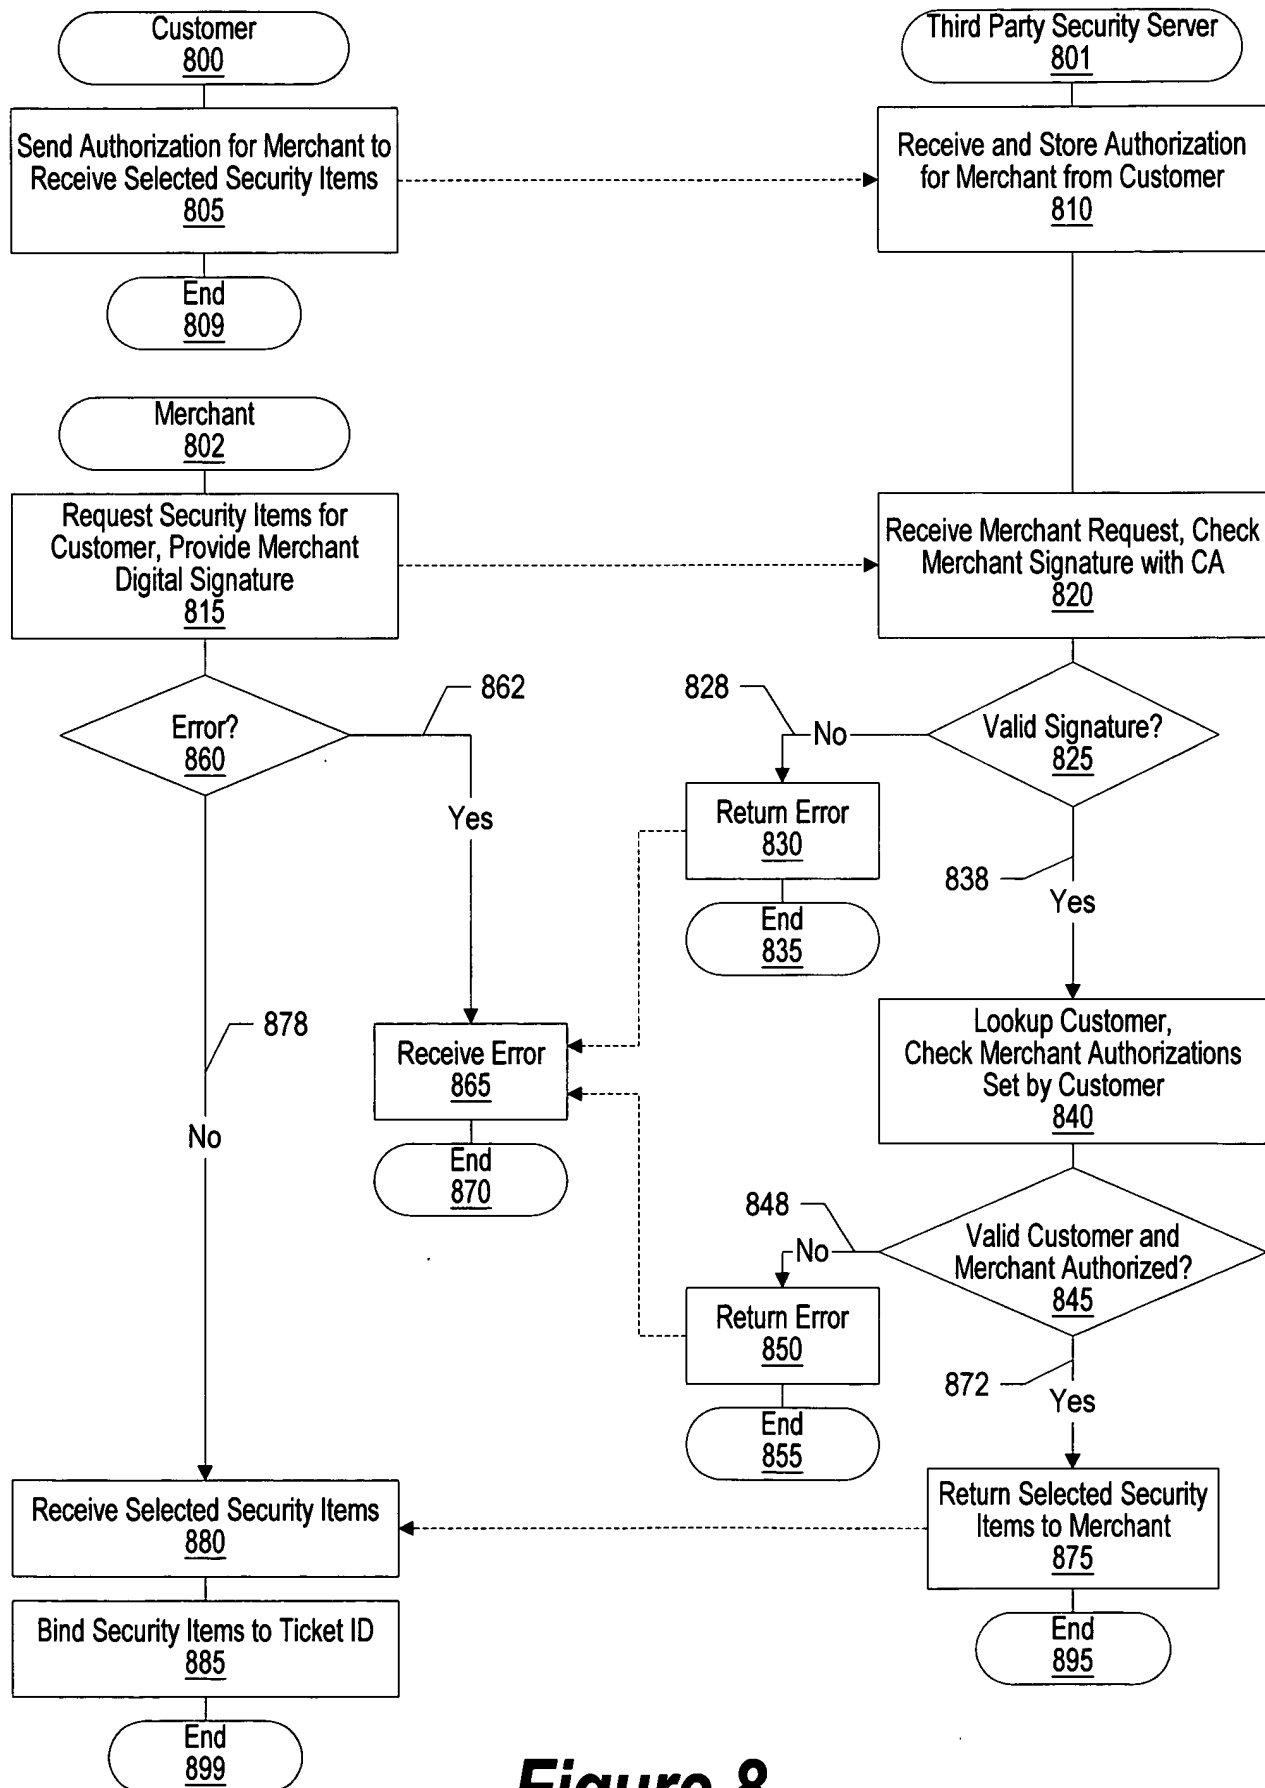 Customer
800
Third Party Security Server
801
Send Authorization for Merchant to
Receive Selected Security Items
805
Receive and Store Authorization
for Merchant from Customer
810
End
809
Merchant
802
Request Security Items for
Customer, Provide Merchant
Digital Signature
815
Receive Merchant Request, Check
Merchant Signature with CA
820
862
828
Error?
860
No
Valid Signature?
825
Yes
Return Error
830
838
Yes
End
835
878
Receive Error
865
Lookup Customer,
Check Merchant Authorizations
Set by Customer
840
No
End
870
848
No
Valid Customer and
Merchant Authorized?
845
Return Error
850
872
Yes
End
855
Receive Selected Security Items
880
Return Selected Security
Items to Merchant
875
Bind Security Items to Ticket ID
885
End
895
End
899
Figure 8